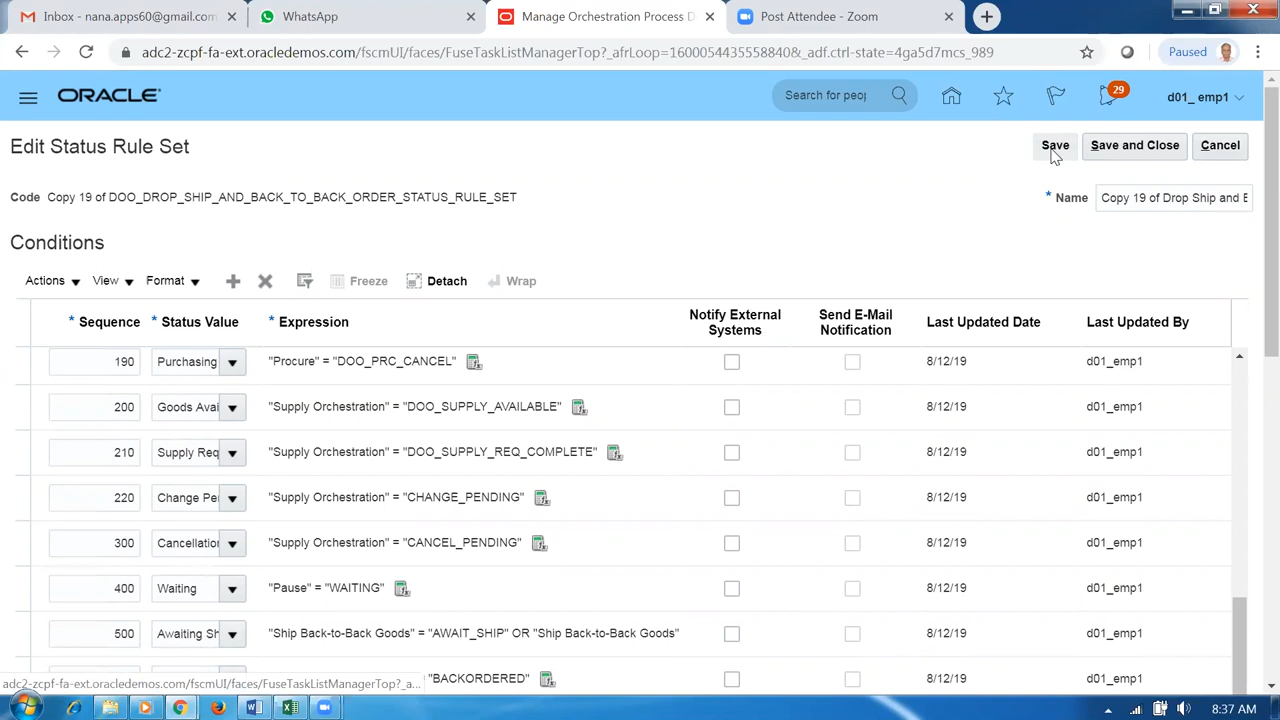 Inbox - nana.apps60@gmail.com
WhatsApp
Manage Orchestration Process D
Post Attendee - Zoom
adc2-zcpf-fa-ext.oracledemos.com/fscmUI/faces/FuseTaskListManagerTop?_afrLoop=16000544355588404&_adf.ctrl-state=4ga5d7mcs_989
Paused
ORACLE
Search for peop
29
d01_ emp1
Edit Status Rule Set
Save
Save and Close
Cancel
Code Copy 19 of DOO_DROP_SHIP_AND_BACK_TO_BACK_ORDER_STATUS_RULE_SET
* Name Copy 19 of Drop Ship and E
Conditions
Actions View Format Freeze Detach Wrap
* Sequence * Status Value * Expression Notify External Systems Send E-Mail Notification Last Updated Date Last Updated By
190 Purchasing "Procure" = "DOO_PRC_CANCEL" 8/12/19 d01_emp1
200 Goods Avai "Supply Orchestration" = "DOO_SUPPLY_AVAILABLE" 8/12/19 d01_emp1
210 Supply Req "Supply Orchestration" = "DOO_SUPPLY_REQ_COMPLETE" 8/12/19 d01_emp1
220 Change Pe "Supply Orchestration" = "CHANGE_PENDING" 8/12/19 d01_emp1
300 Cancellatio "Supply Orchestration" = "CANCEL_PENDING" 8/12/19 d01_emp1
400 Waiting "Pause" = "WAITING" 8/12/19 d01_emp1
500 Awaiting Sh "Ship Back-to-Back Goods" = "AWAIT_SHIP" OR "Ship Back-to-Back Goods" 8/12/19 d01_emp1
"BACKORDERED" 8/12/19 d01_emp1
adc2-zcpf-fa-ext.oracledemos.com/fscmUI/faces/FuseTaskListManagerTop?_a...
8:37 AM